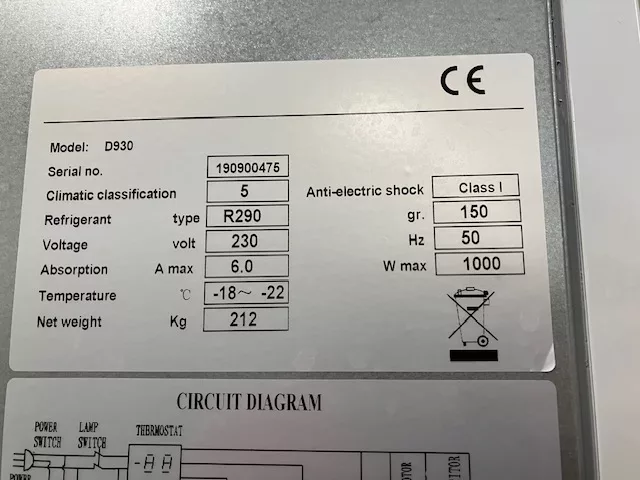 CE
Model: D930
Serial no. 190900475
Climatic classification 5 Anti-electric shock Class I
Refrigerant type R290 gr. 150
Voltage volt 230 Hz 50
Absorption A max 6.0 W max 1000
Temperature ℃ -18～ -22
Net weight Kg 212
CIRCUIT DIAGRAM
POWER SWITCH LAMP SWITCH THERMOSTAT